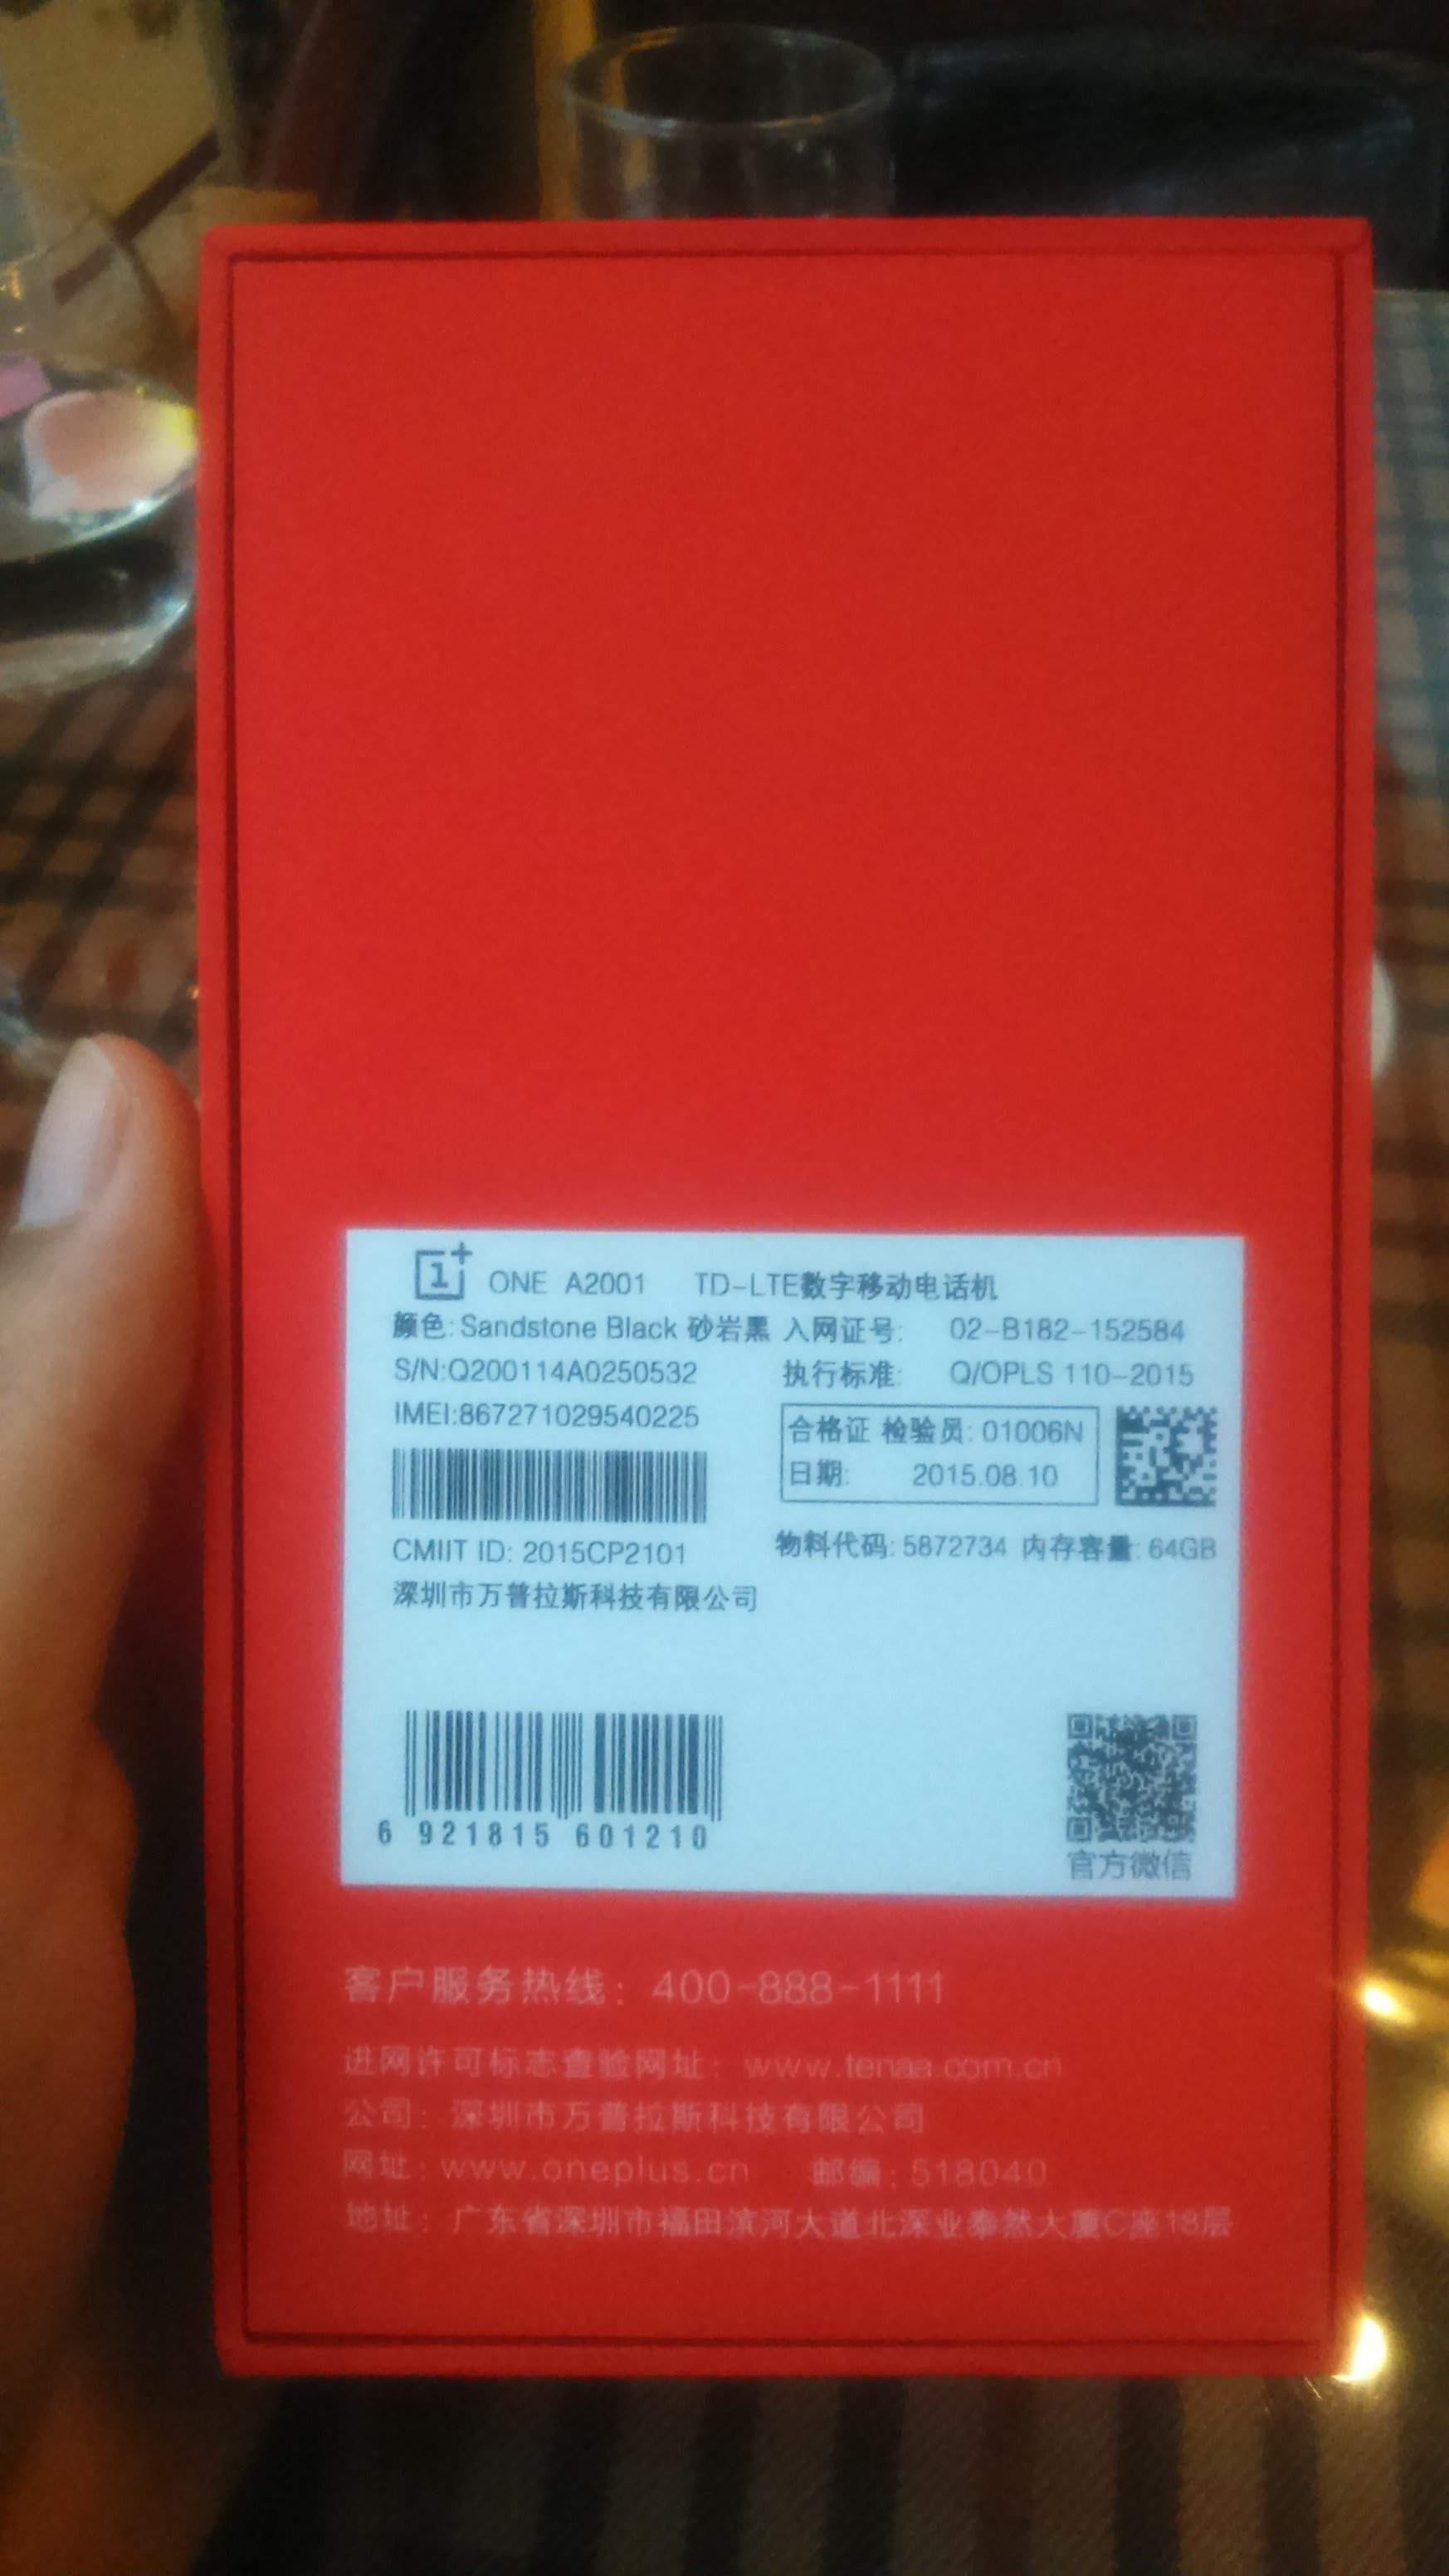 1+ ONE A2001 TD-LTE数字移动电话机
颜色: Sandstone Black 砂岩黑 入网证号: 02-B182-152584
S/N:Q200114A0250532 执行标准: Q/OPLS 110-2015
IMEI:867271029540225
合格证 检验员: 01006N
日期: 2015.08.10
CMIIT ID: 2015CP2101 物料代码: 5872734 内存容量: 64GB
深圳市万普拉斯科技有限公司
6 921815 601210
官方微信
客户服务热线: 400-888-1111
进网许可标志查验网址: www.tenaa.com.cn
公司: 深圳市万普拉斯科技有限公司
网址: www.oneplus.cn 邮编: 518040
地址: 广东省深圳市福田滨河大道北深业泰然大厦C座18层